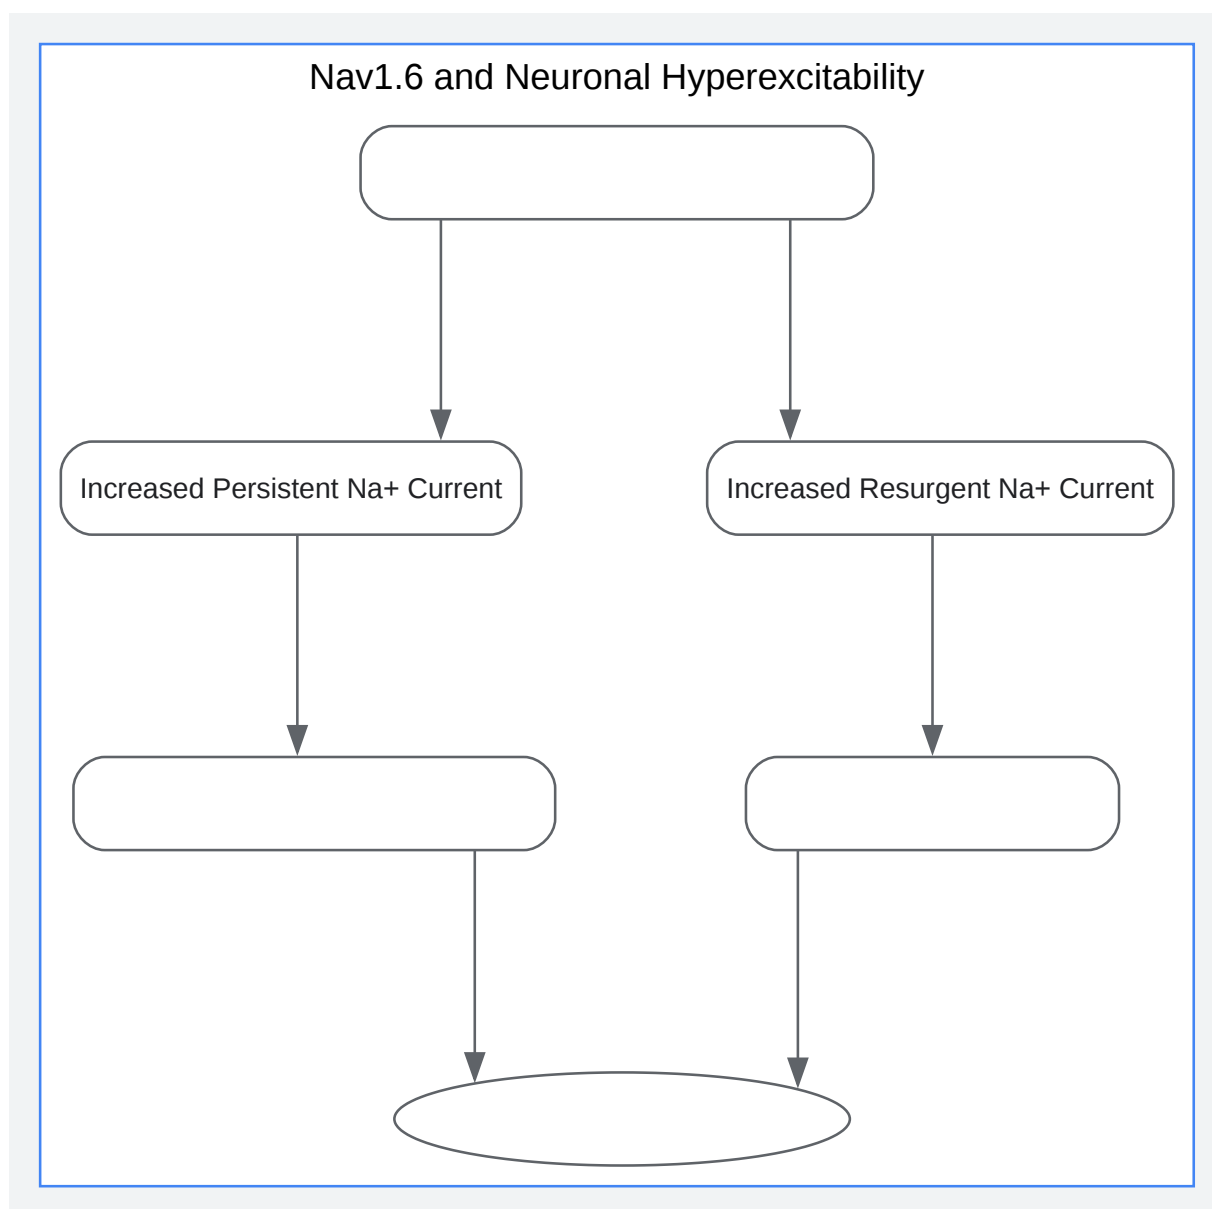 Nav1.6 and Neuronal Hyperexcitability
Increased Persistent Na+ Current
Increased Resurgent Na+ Current